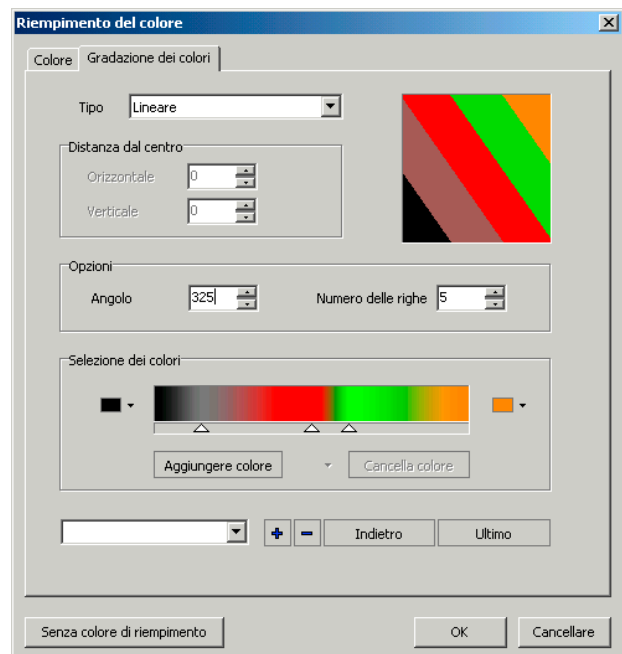 Riempimento del colore
Colore Gradazione dei colori
Tipo Lineare
Distanza dal centro
Orizzontale 0
Verticale 0
Opzioni
Angolo 325 Numero delle righe 5
Selezione dei colori
Aggiungere colore Cancella colore
Indietro Ultimo
Senza colore di riempimento OK Cancellare